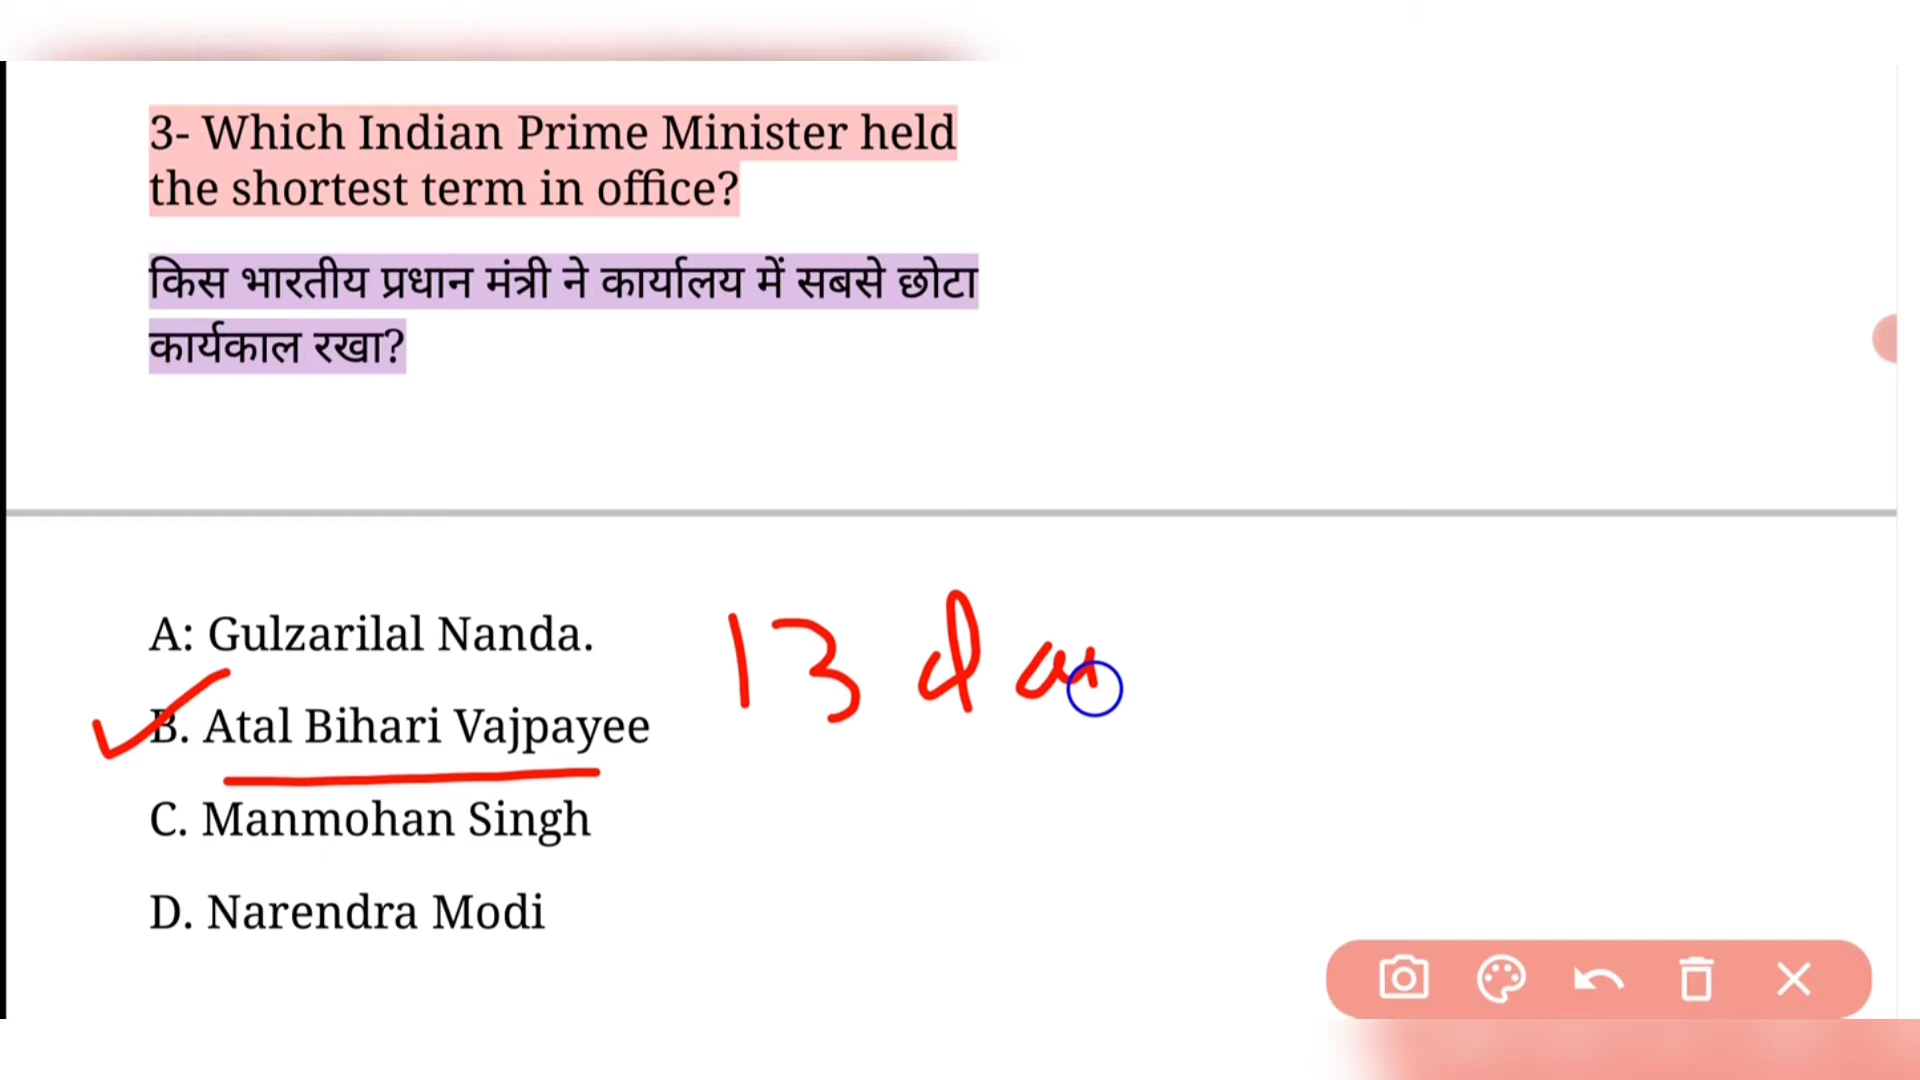 3- Which Indian Prime Minister held
the shortest term in office?
किस भारतीय प्रधान मंत्री ने कार्यालय में सबसे छोटा
कार्यकाल रखा?
A: Gulzarilal Nanda.
13 da
B. Atal Bihari Vajpayee
C. Manmohan Singh
D. Narendra Modi